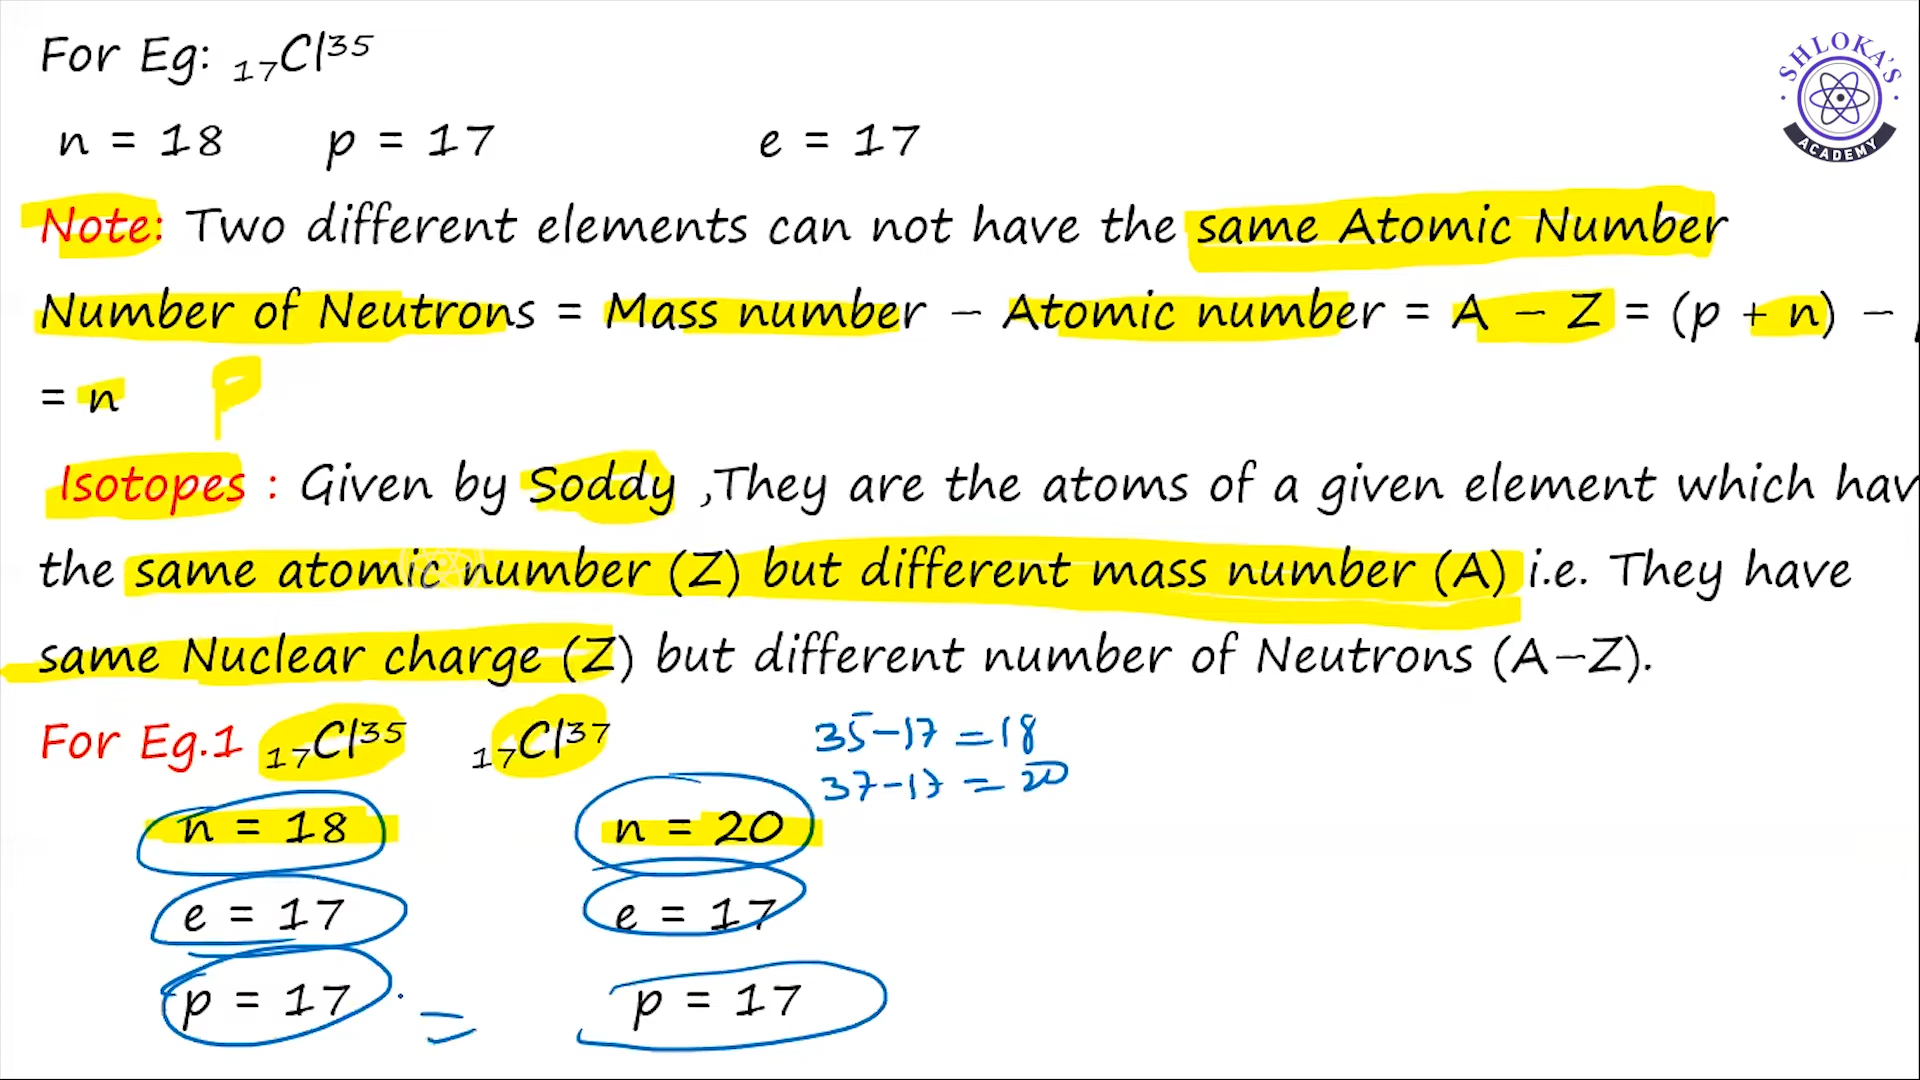 For Eg: ₁₇Cl³⁵
SHLOKA'S
ACADEMY
n = 18 p = 17 e = 17
Note: Two different elements can not have the same Atomic Number
Number of Neutrons = Mass number – Atomic number = A – Z = (p + n) –
= n P
Isotopes : Given by Soddy ,They are the atoms of a given element which hav
the same atomic number (Z) but different mass number (A) i.e. They have
same Nuclear charge (Z) but different number of Neutrons (A–Z).
For Eg.1 ₁₇Cl³⁵ ₁₇Cl³⁷ 35-17 = 18
37-17 = 20
n = 18 n = 20
e = 17 e = 17
p = 17 = p = 17